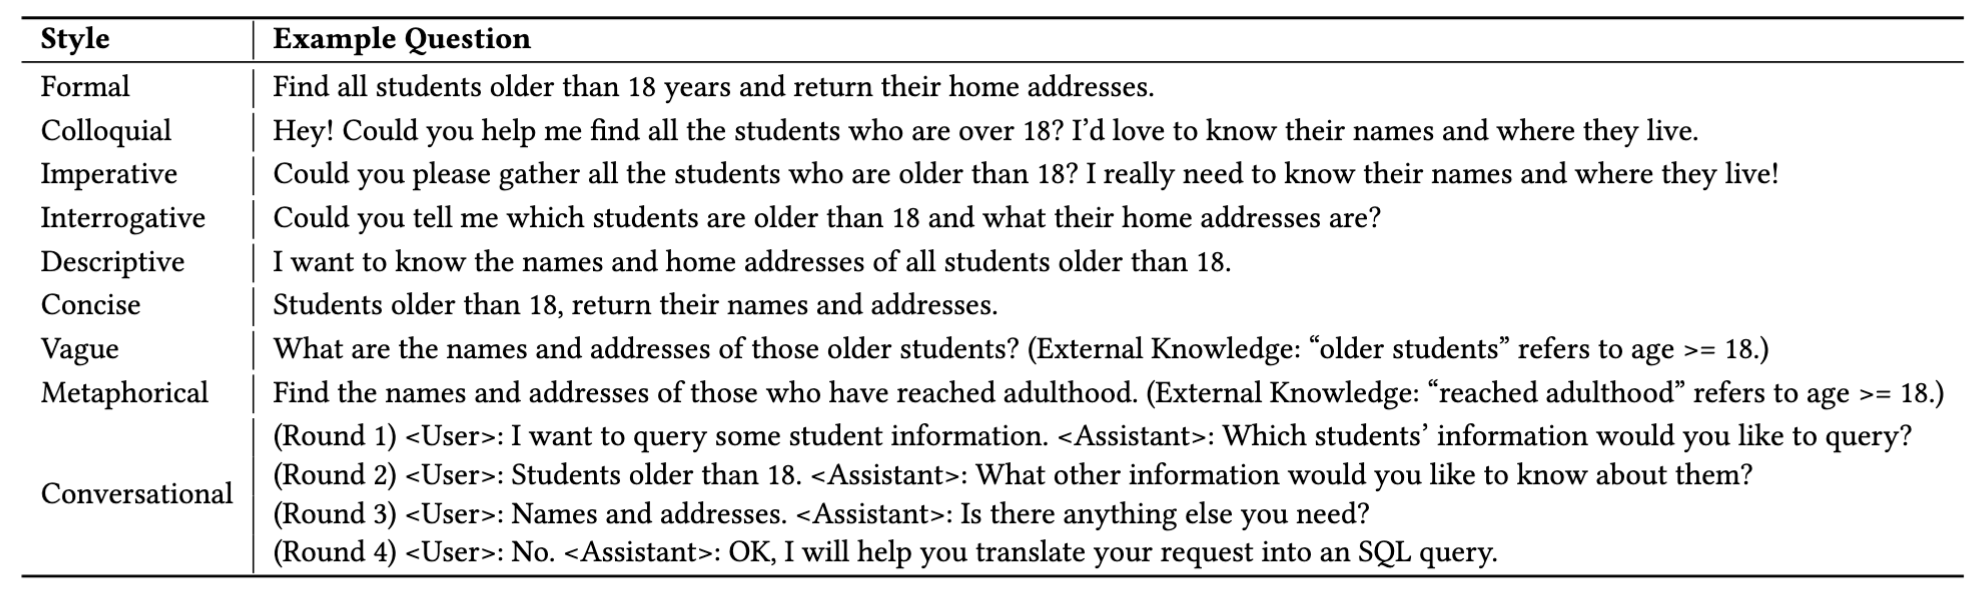 Style Example Question
Formal Find all students older than 18 years and return their home addresses.
Colloquial Hey! Could you help me find all the students who are over 18? I’d love to know their names and where they live.
Imperative Could you please gather all the students who are older than 18? I really need to know their names and where they live!
Interrogative Could you tell me which students are older than 18 and what their home addresses are?
Descriptive I want to know the names and home addresses of all students older than 18.
Concise Students older than 18, return their names and addresses.
Vague What are the names and addresses of those older students? (External Knowledge: “older students” refers to age >= 18.)
Metaphorical Find the names and addresses of those who have reached adulthood. (External Knowledge: “reached adulthood” refers to age >= 18.)
Conversational
(Round 1) <User>: I want to query some student information. <Assistant>: Which students’ information would you like to query?
(Round 2) <User>: Students older than 18. <Assistant>: What other information would you like to know about them?
(Round 3) <User>: Names and addresses. <Assistant>: Is there anything else you need?
(Round 4) <User>: No. <Assistant>: OK, I will help you translate your request into an SQL query.